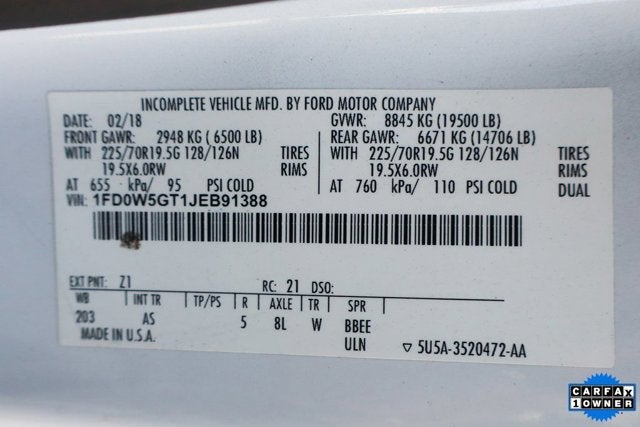 INCOMPLETE VEHICLE MFD. BY FORD MOTOR COMPANY
DATE: 02/18 GVWR: 8845 KG (19500 LB)
FRONT GAWR: 2948 KG ( 6500 LB) REAR GAWR: 6671 KG (14706 LB)
WITH 225/70R19.5G 128/126N TIRES WITH 225/70R19.5G 128/126N TIRES
19.5X6.0RW RIMS 19.5X6.0RW RIMS
AT 655 kPa/ 95 PSI COLD AT 760 kPa/ 110 PSI COLD DUAL
VIN: 1FD0W5GT1JEB91388
EXT PNT: Z1 RC: 21 DSO:
WB INT TR TP/PS R AXLE TR SPR
203 AS 5 8L W BBEE
MADE IN U.S.A. ULN ▽ 5U5A-3520472-AA
CARFAX
1 OWNER